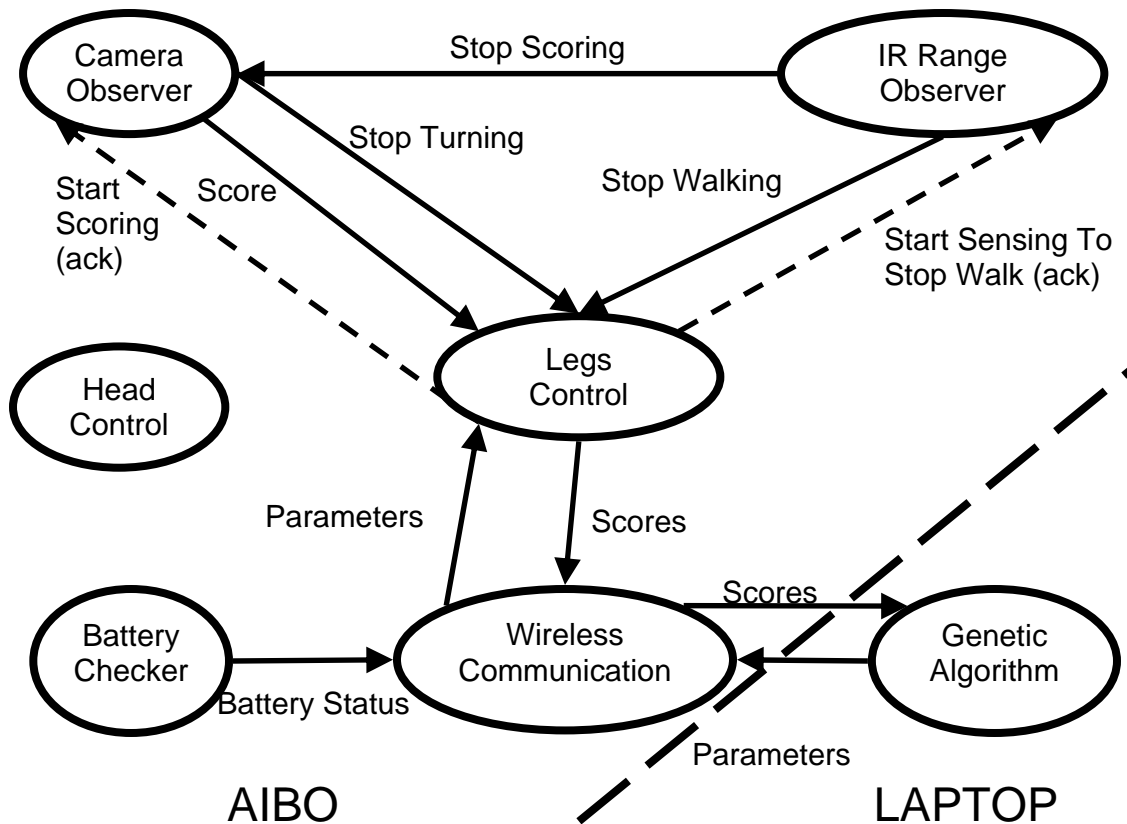 Camera
Observer
Stop Scoring
IR Range
Observer
Stop Turning
Start
Scoring
(ack)
Score
Stop Walking
Start Sensing To
Stop Walk (ack)
Legs
Control
Head
Control
Parameters
Scores
Battery
Checker
Battery Status
Wireless
Communication
Scores
Genetic
Algorithm
Parameters
AIBO
LAPTOP